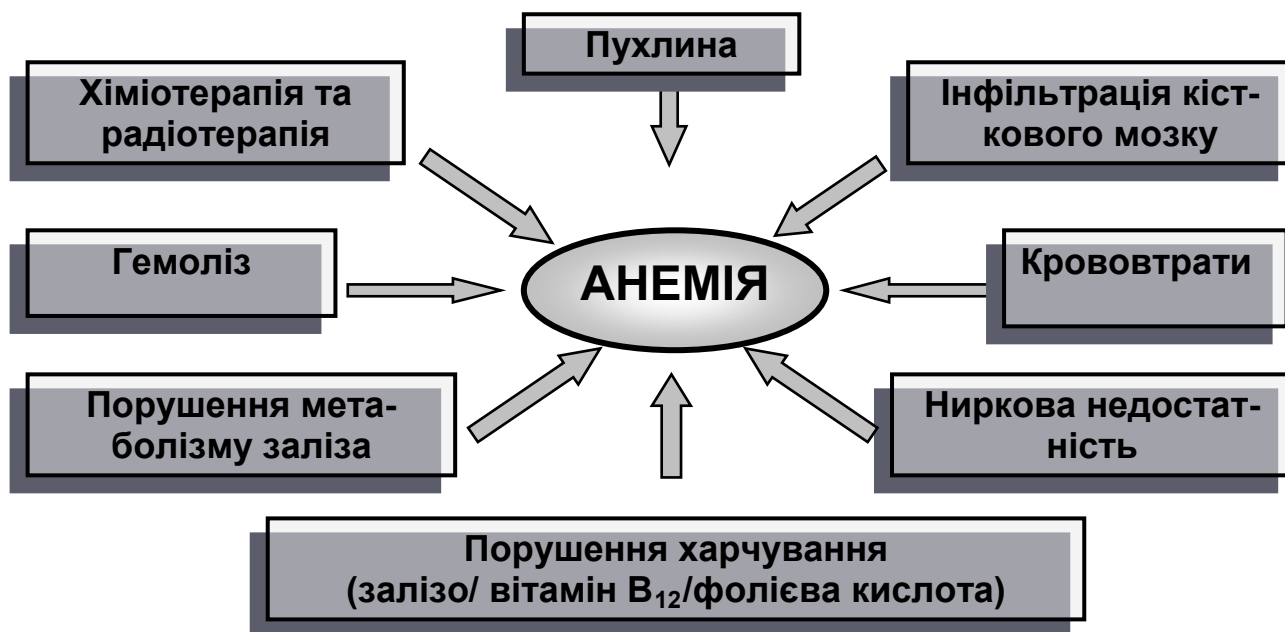 Пухлина
Хіміотерапія та
радіотерапія
Інфільтрація кіст-
кового мозку
Гемоліз
АНЕМІЯ
Крововтрати
Порушення мета-
болізму заліза
Ниркова недостат-
ність
Порушення харчування
(залізо/ вітамін В₁₂/фолієва кислота)